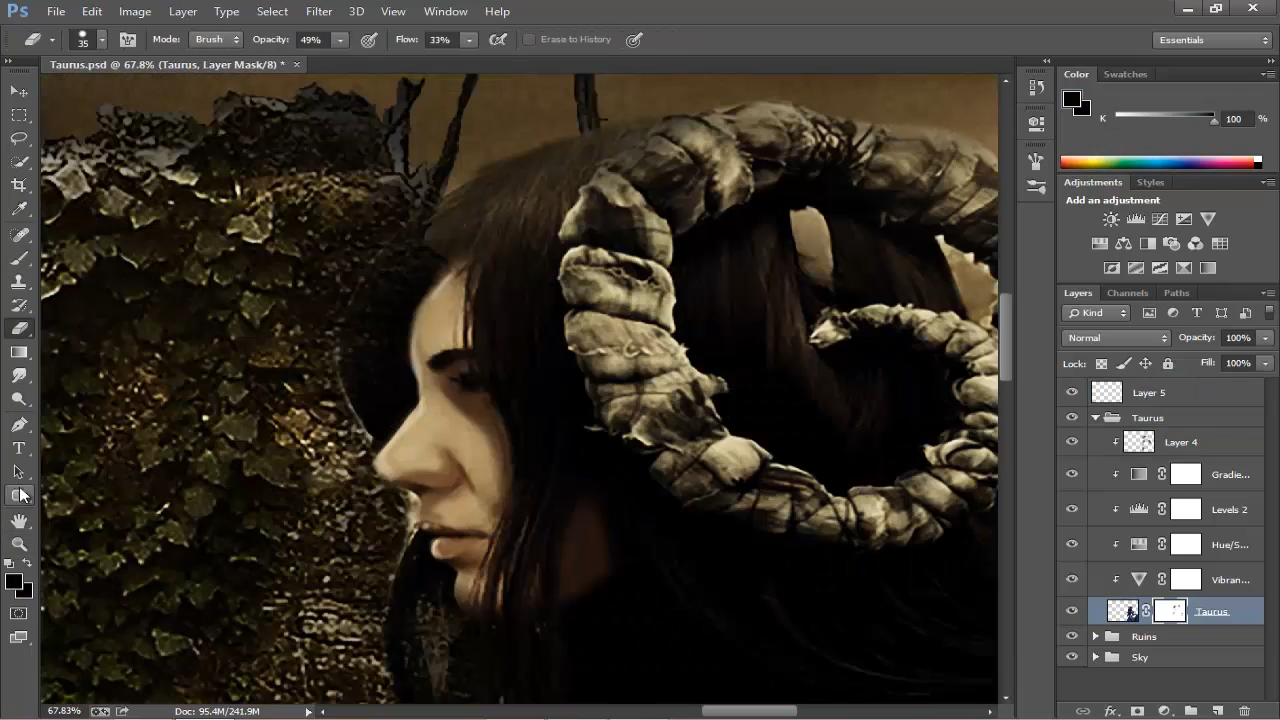 Ps File Edit Image Layer Type Select Filter 3D View Window Help
35 Mode: Brush Opacity: 49% Flow: 33% Erase to History Essentials
Taurus.psd @ 67.8% (Taurus, Layer Mask/8) * ×
Color Swatches
K 100 %
Adjustments Styles
Add an adjustment
Layers Channels Paths
Kind
Normal Opacity: 100%
Lock: Fill: 100%
Layer 5
Taurus
Layer 4
Gradie...
Levels 2
Hue/S...
Vibran...
Taurus
Ruins
Sky
67.83% Doc: 95.4M/241.9M